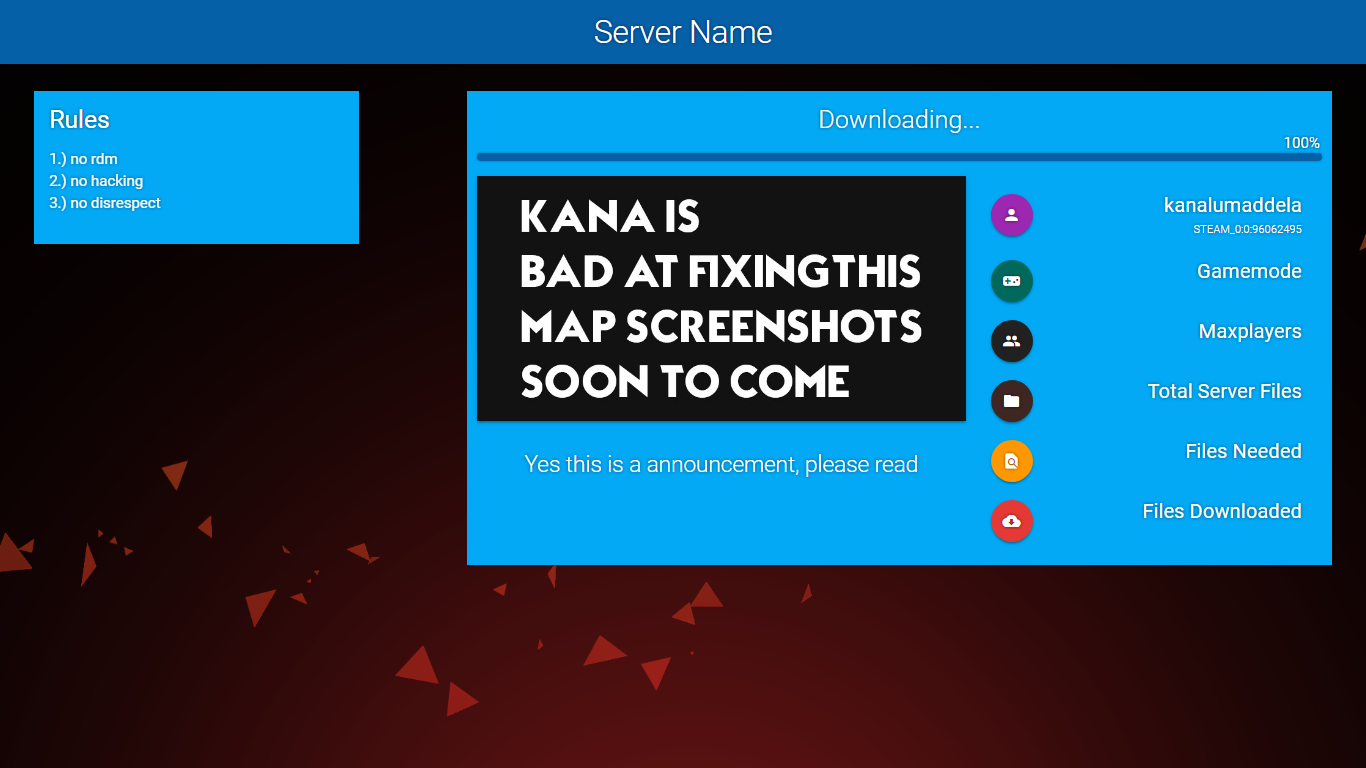 Server Name
Rules
1.) no rdm
2.) no hacking
3.) no disrespect
Downloading...
100%
KANA IS
BAD AT FIXINGTHIS
MAP SCREENSHOTS
SOON TO COME
Yes this is a announcement, please read
kanalumaddela
STEAM_0:0:96062495
Gamemode
Maxplayers
Total Server Files
Files Needed
Files Downloaded